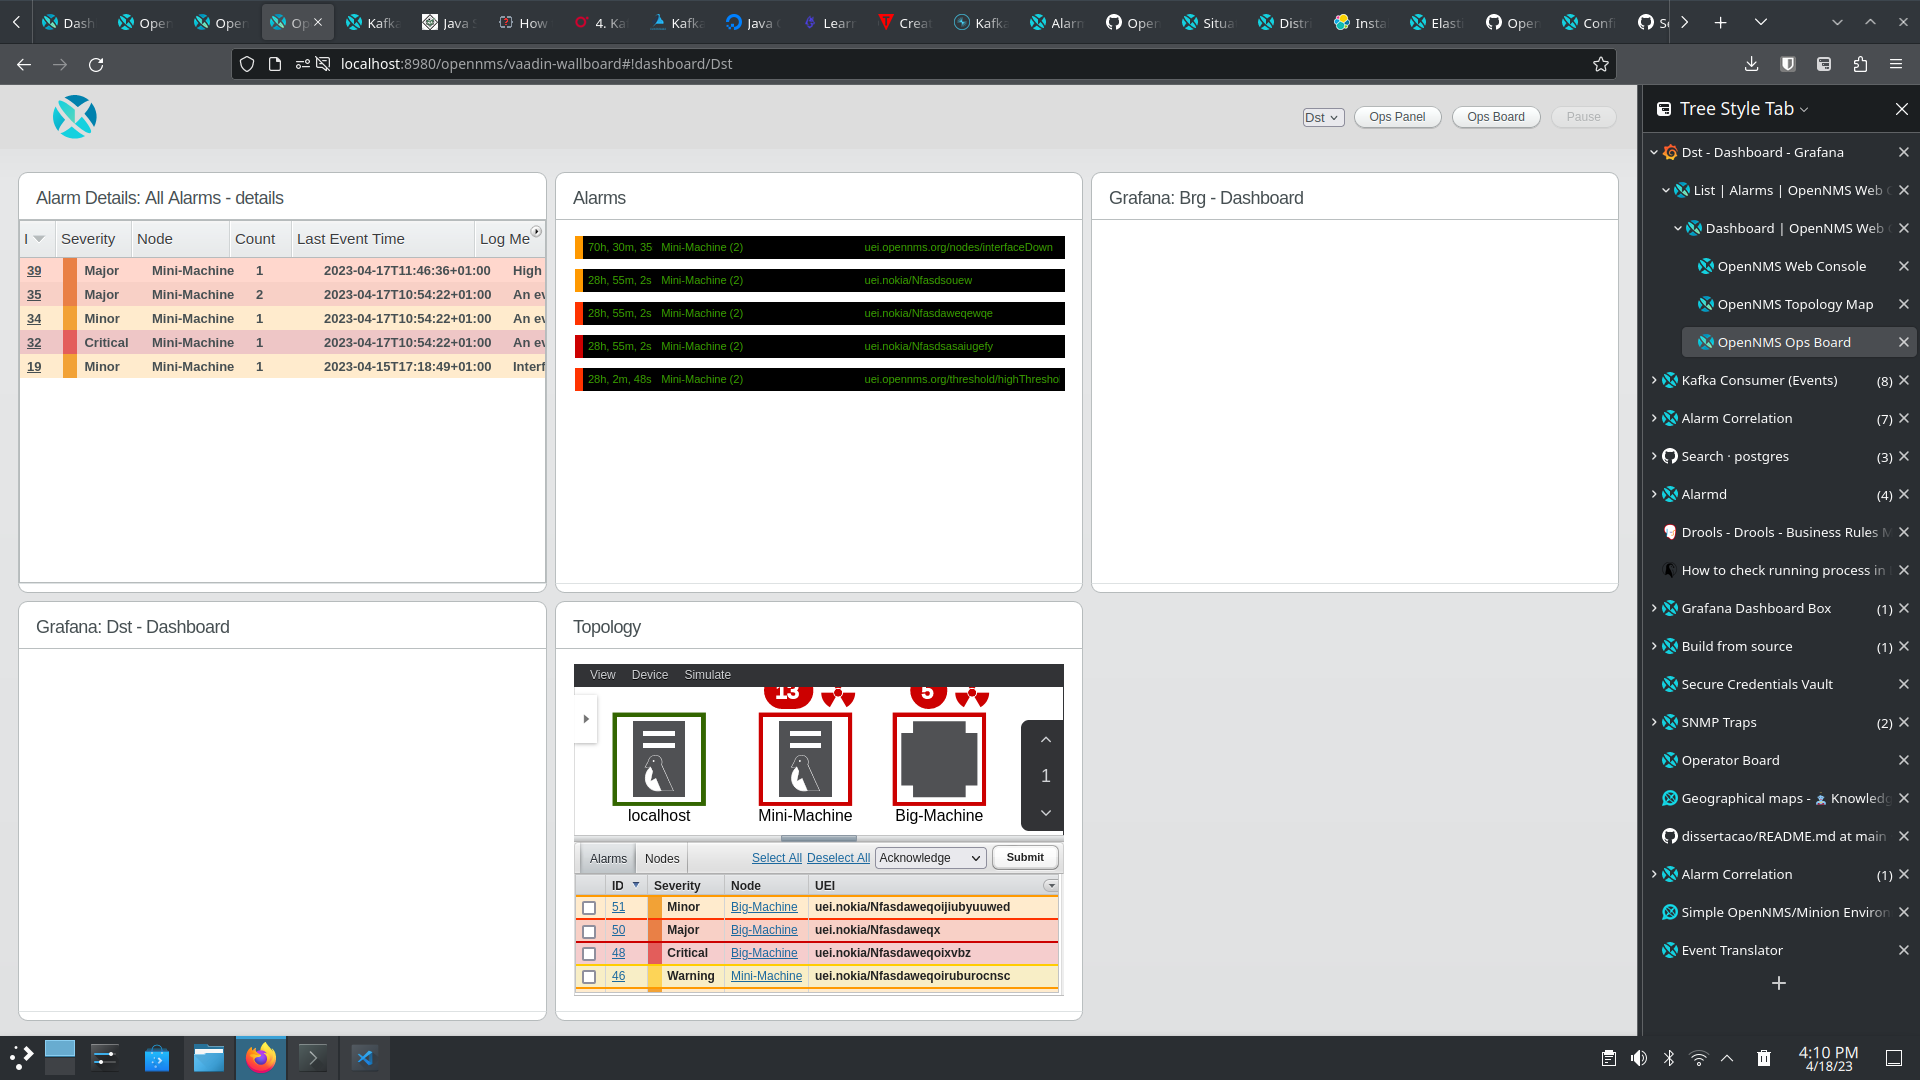 Dash
Open
Open
Op
Kafka
Java S
How
4. Ka
Kafka
Java C
Learn
Creat
Kafka
Alarm
Open
Situa
Distri
Insta
Elasti
Open
Confi
Se
localhost:8980/opennms/vaadin-wallboard#!dashboard/Dst
Dst
Ops Panel
Ops Board
Pause
Alarm Details: All Alarms - details
I Severity Node Count Last Event Time Log Me
39 Major Mini-Machine 1 2023-04-17T11:46:36+01:00 High
35 Major Mini-Machine 2 2023-04-17T10:54:22+01:00 An ev
34 Minor Mini-Machine 1 2023-04-17T10:54:22+01:00 An ev
32 Critical Mini-Machine 1 2023-04-17T10:54:22+01:00 An ev
19 Minor Mini-Machine 1 2023-04-15T17:18:49+01:00 Interf
Alarms
70h, 30m, 35 Mini-Machine (2) uei.opennms.org/nodes/interfaceDown
28h, 55m, 2s Mini-Machine (2) uei.nokia/Nfasdsouew
28h, 55m, 2s Mini-Machine (2) uei.nokia/Nfasdaweqewqe
28h, 55m, 2s Mini-Machine (2) uei.nokia/Nfasdsasaiugefy
28h, 2m, 48s Mini-Machine (2) uei.opennms.org/threshold/highThresho
Grafana: Brg - Dashboard
Grafana: Dst - Dashboard
Topology
View Device Simulate
13
5
1
localhost
Mini-Machine
Big-Machine
Alarms Nodes Select All Deselect All Acknowledge Submit
ID Severity Node UEI
51 Minor Big-Machine uei.nokia/Nfasdaweqoijiubyuuwed
50 Major Big-Machine uei.nokia/Nfasdaweqx
48 Critical Big-Machine uei.nokia/Nfasdaweqoixvbz
46 Warning Mini-Machine uei.nokia/Nfasdaweqoiruburocnsc
Tree Style Tab
Dst - Dashboard - Grafana
List | Alarms | OpenNMS Web C
Dashboard | OpenNMS Web C
OpenNMS Web Console
OpenNMS Topology Map
OpenNMS Ops Board
Kafka Consumer (Events) (8)
Alarm Correlation (7)
Search · postgres (3)
Alarmd (4)
Drools - Drools - Business Rules M
How to check running process in
Grafana Dashboard Box (1)
Build from source (1)
Secure Credentials Vault
SNMP Traps (2)
Operator Board
Geographical maps - Knowledg
dissertacao/README.md at main
Alarm Correlation (1)
Simple OpenNMS/Minion Environ
Event Translator
4:10 PM
4/18/23